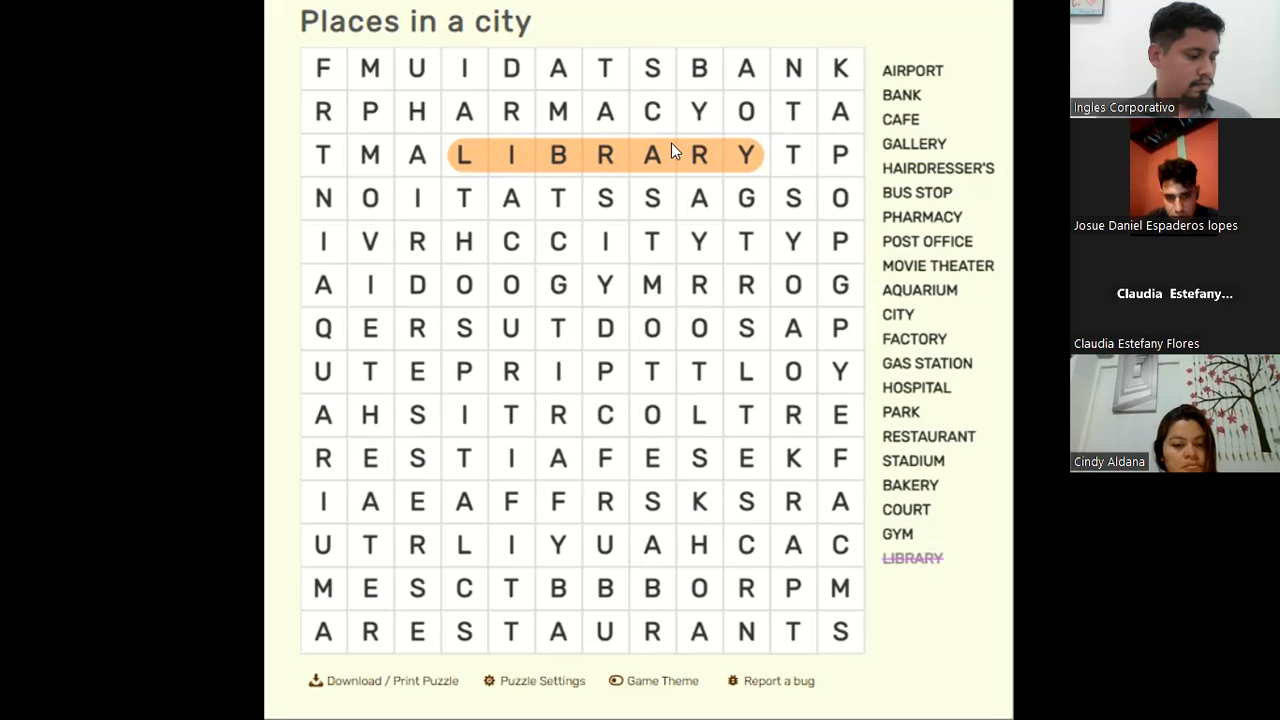 Places in a city
F M U I D A T S B A N K
R P H A R M A C Y O T A
T M A L I B R A R Y T P
N O I T A T S S A G S O
I V R H C C I T Y T Y P
A I D O O G Y M R R O G
Q E R S U T D O O S A P
U T E P R I P T T L O Y
A H S I T R C O L T R E
R E S T I A F E S E K F
I A E A F F R S K S R A
U T R L I Y U A H C A C
M E S C T B B B O R P M
A R E S T A U R A N T S
AIRPORT
BANK
CAFE
GALLERY
HAIRDRESSER'S
BUS STOP
PHARMACY
POST OFFICE
MOVIE THEATER
AQUARIUM
CITY
FACTORY
GAS STATION
HOSPITAL
PARK
RESTAURANT
STADIUM
BAKERY
COURT
GYM
LIBRARY
Download / Print Puzzle Puzzle Settings Game Theme Report a bug
Ingles Corporativo
Josue Daniel Espaderos lopes
Claudia Estefany...
Claudia Estefany Flores
Cindy Aldana